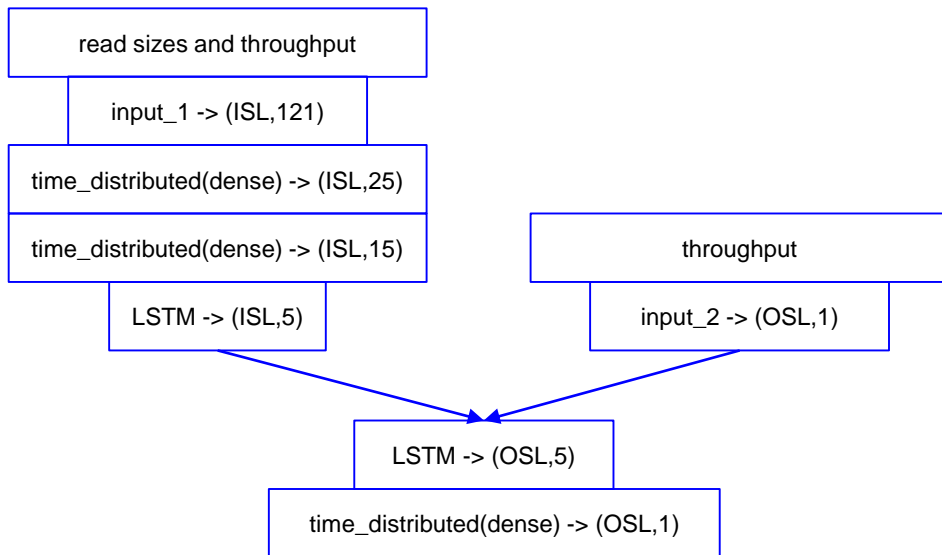 read sizes and throughput
input_1 -> (ISL,121)
time_distributed(dense) -> (ISL,25)
time_distributed(dense) -> (ISL,15)
LSTM -> (ISL,5)
throughput
input_2 -> (OSL,1)
LSTM -> (OSL,5)
time_distributed(dense) -> (OSL,1)